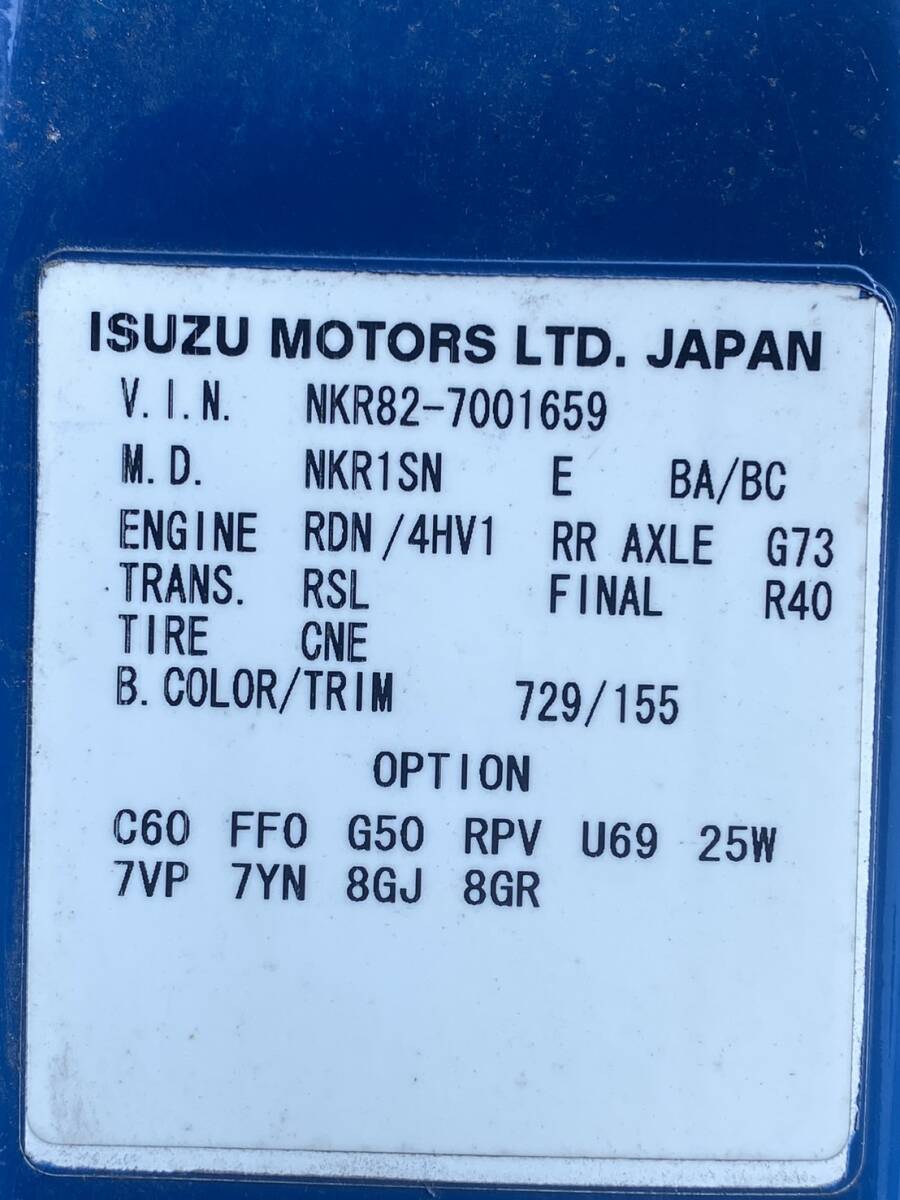 ISUZU MOTORS LTD. JAPAN
V.I.N. NKR82-7001659
M.D. NKR1SN E BA/BC
ENGINE RDN/4HV1 RR AXLE G73
TRANS. RSL FINAL R40
TIRE CNE
B.COLOR/TRIM 729/155
OPTION
C60 FF0 G50 RPV U69 25W
7VP 7YN 8GJ 8GR